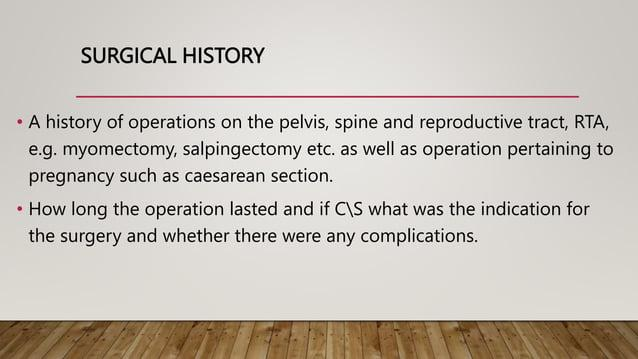 SURGICAL HISTORY
• A history of operations on the pelvis, spine and reproductive tract, RTA,
e.g. myomectomy, salpingectomy etc. as well as operation pertaining to
pregnancy such as caesarean section.
• How long the operation lasted and if C\S what was the indication for
the surgery and whether there were any complications.